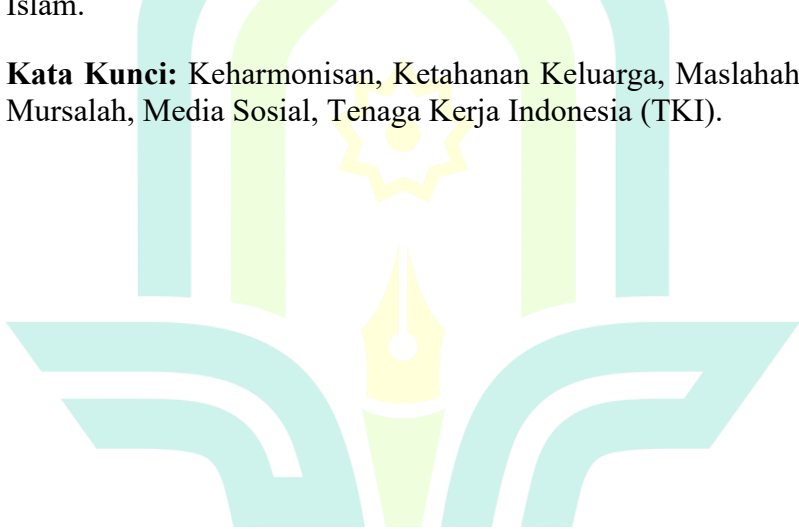 Islam.
Kata Kunci: Keharmonisan, Ketahanan Keluarga, Maslahah
Mursalah, Media Sosial, Tenaga Kerja Indonesia (TKI).